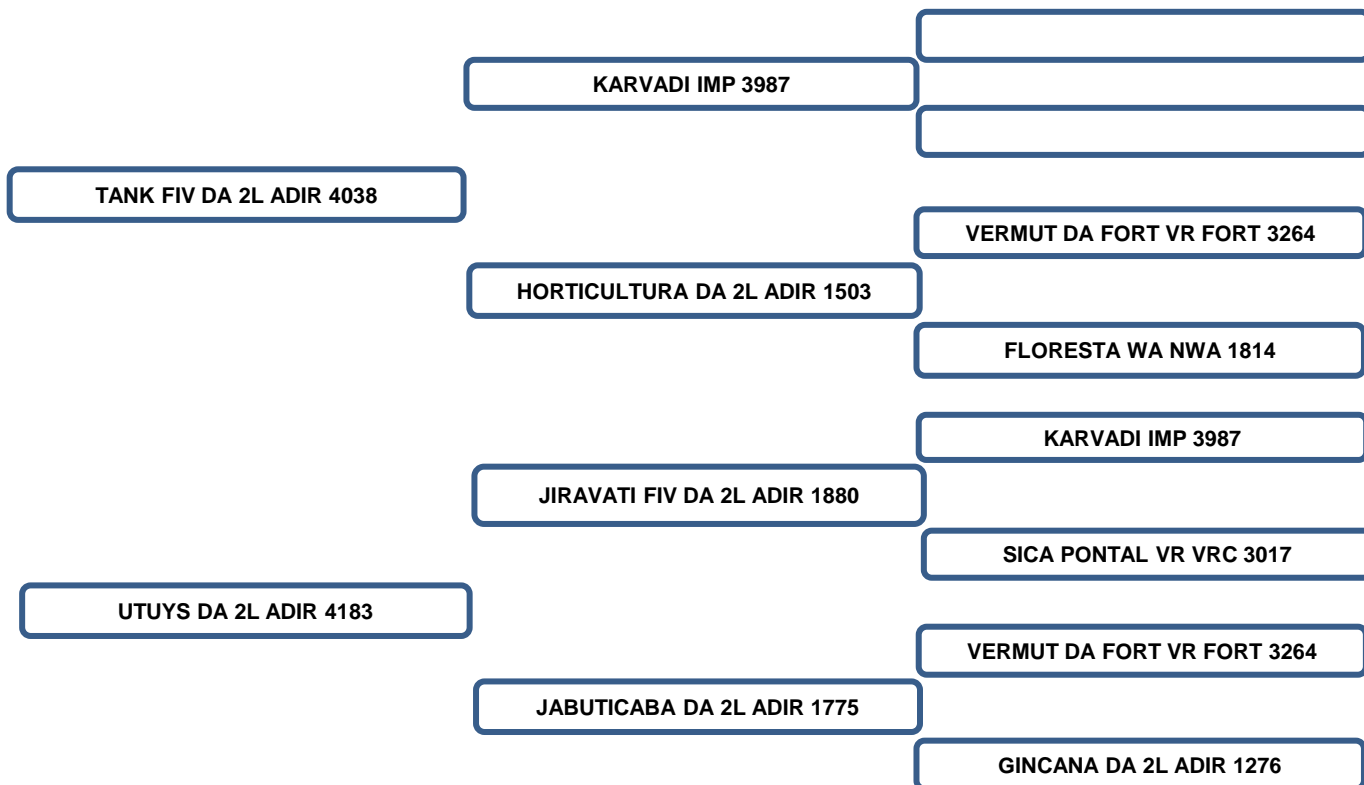 KARVADI IMP 3987
TANK FIV DA 2L ADIR 4038
VERMUT DA FORT VR FORT 3264
HORTICULTURA DA 2L ADIR 1503
FLORESTA WA NWA 1814
KARVADI IMP 3987
JIRAVATI FIV DA 2L ADIR 1880
SICA PONTAL VR VRC 3017
UTUYS DA 2L ADIR 4183
VERMUT DA FORT VR FORT 3264
JABUTICABA DA 2L ADIR 1775
GINCANA DA 2L ADIR 1276